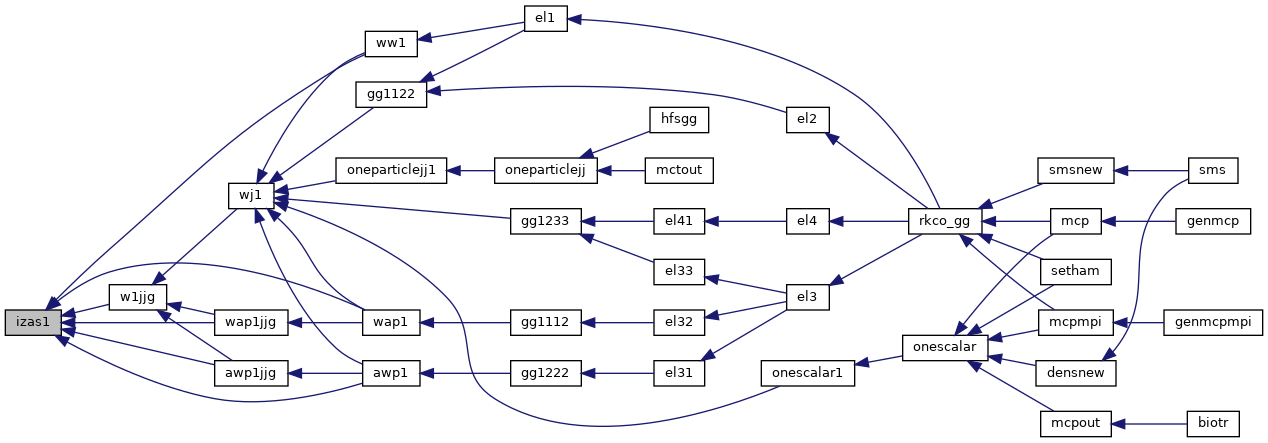 izas1
w1jjg
wap1jjg
awp1jjg
wj1
ww1
gg1122
oneparticlejj1
wap1
awp1
el1
oneparticlejj
gg1233
gg1112
gg1222
hfsgg
mctout
el41
el33
el32
el31
onescalar1
el2
el4
el3
rkco_gg
onescalar
smsnew
mcp
setham
mcpmpi
densnew
mcpout
sms
genmcp
genmcpmpi
biotr